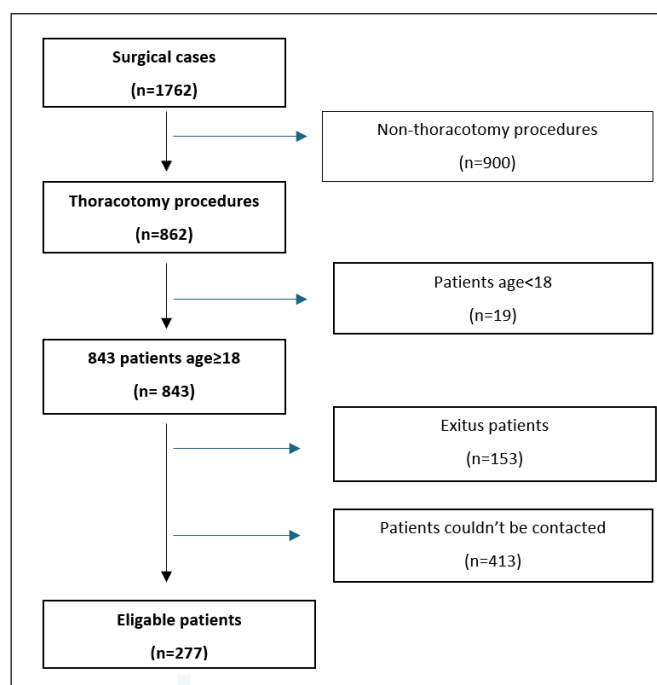 Surgical cases
(n=1762)
Non-thoracotomy procedures
(n=900)
Thoracotomy procedures
(n=862)
Patients age<18
(n=19)
843 patients age≥18
(n= 843)
Exitus patients
(n=153)
Patients couldn’t be contacted
(n=413)
Eligable patients
(n=277)